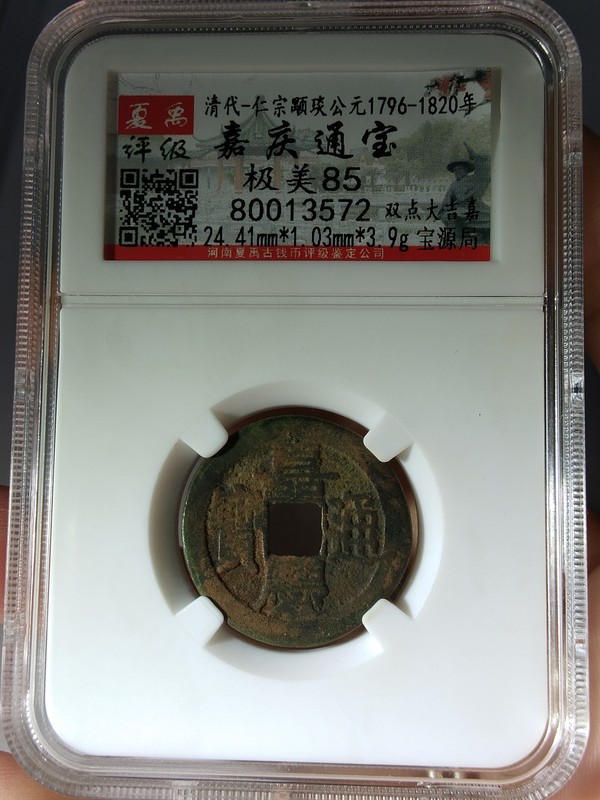 清代-仁宗颙琰公元1796-1820年
夏禹
评级
嘉庆通宝
极美85
80013572 双点大吉嘉
24.41mm*1.03mm*3.9g 宝源局
河南夏禹古钱币评级鉴定公司
嘉
寳 通
慶